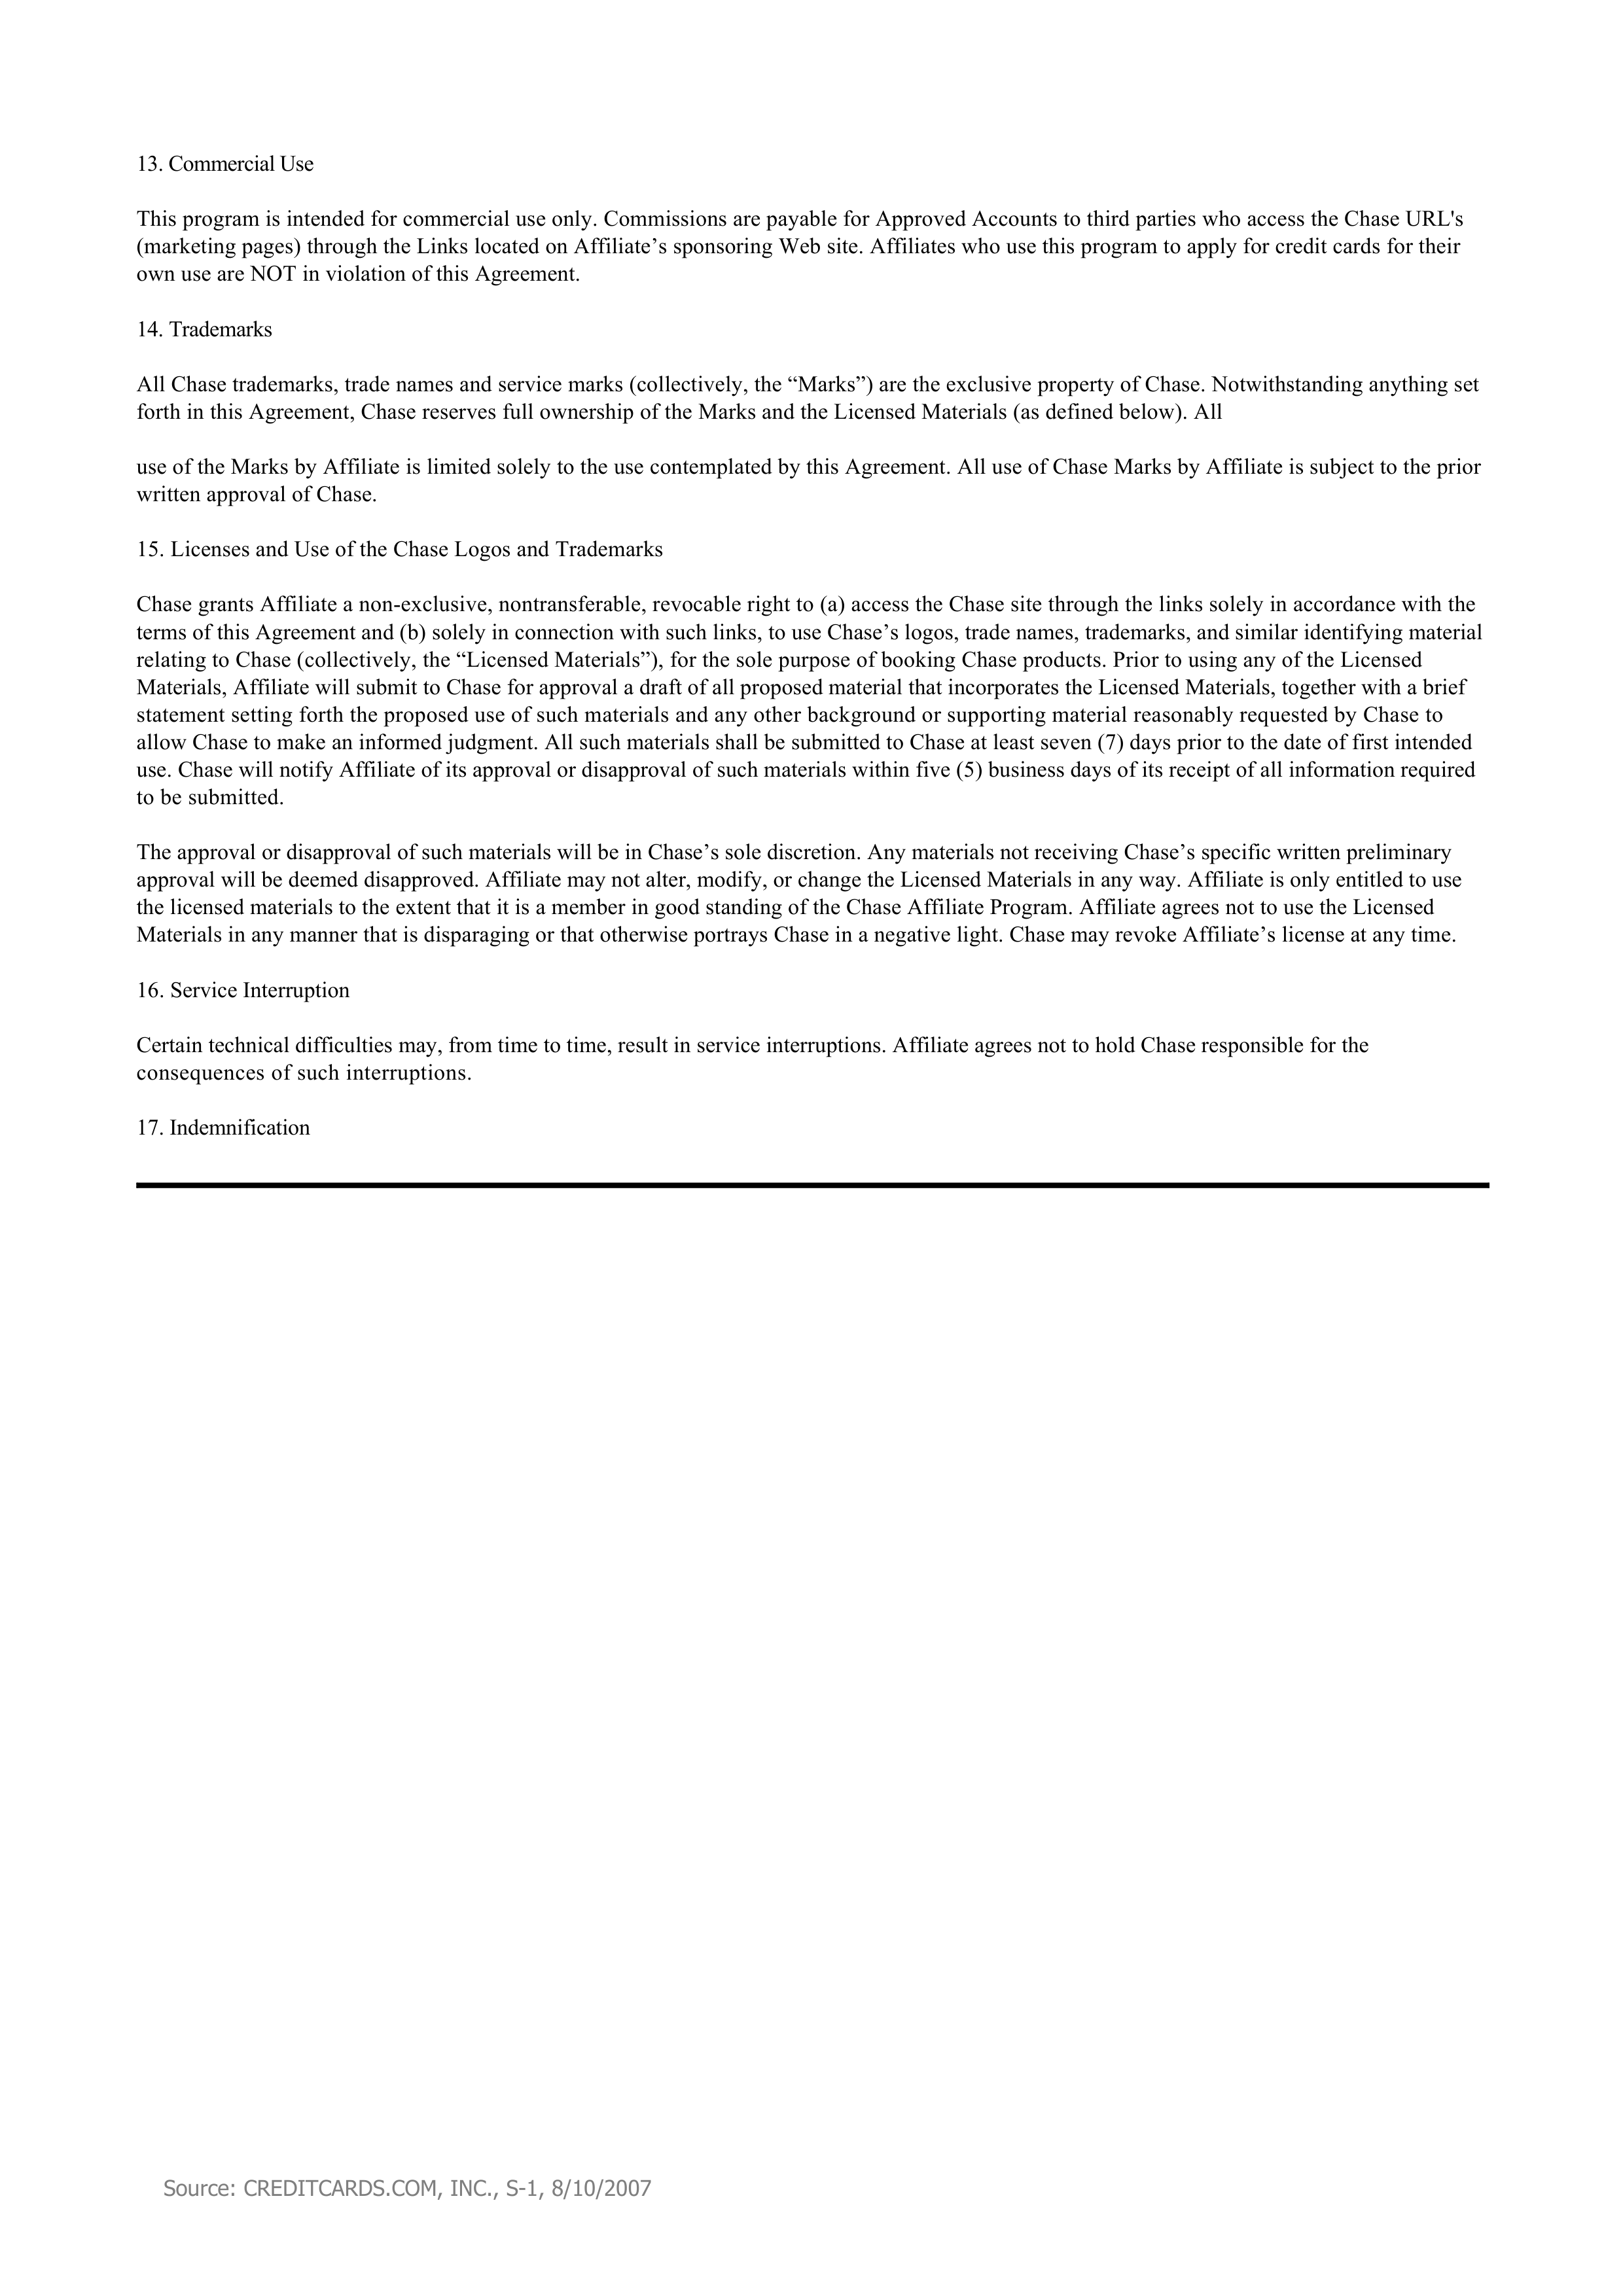 13. Commercial Use
This program is intended for commercial use only. Commissions are payable for Approved Accounts to third parties who access the Chase URL's
(marketing pages) through the Links located on Affiliate’s sponsoring Web site. Affiliates who use this program to apply for credit cards for their
own use are NOT in violation of this Agreement.
14. Trademarks
All Chase trademarks, trade names and service marks (collectively, the “Marks”) are the exclusive property of Chase. Notwithstanding anything set
forth in this Agreement, Chase reserves full ownership of the Marks and the Licensed Materials (as defined below). All
use of the Marks by Affiliate is limited solely to the use contemplated by this Agreement. All use of Chase Marks by Affiliate is subject to the prior
written approval of Chase.
15. Licenses and Use of the Chase Logos and Trademarks
Chase grants Affiliate a non-exclusive, nontransferable, revocable right to (a) access the Chase site through the links solely in accordance with the
terms of this Agreement and (b) solely in connection with such links, to use Chase’s logos, trade names, trademarks, and similar identifying material
relating to Chase (collectively, the “Licensed Materials”), for the sole purpose of booking Chase products. Prior to using any of the Licensed
Materials, Affiliate will submit to Chase for approval a draft of all proposed material that incorporates the Licensed Materials, together with a brief
statement setting forth the proposed use of such materials and any other background or supporting material reasonably requested by Chase to
allow Chase to make an informed judgment. All such materials shall be submitted to Chase at least seven (7) days prior to the date of first intended
use. Chase will notify Affiliate of its approval or disapproval of such materials within five (5) business days of its receipt of all information required
to be submitted.
The approval or disapproval of such materials will be in Chase’s sole discretion. Any materials not receiving Chase’s specific written preliminary
approval will be deemed disapproved. Affiliate may not alter, modify, or change the Licensed Materials in any way. Affiliate is only entitled to use
the licensed materials to the extent that it is a member in good standing of the Chase Affiliate Program. Affiliate agrees not to use the Licensed
Materials in any manner that is disparaging or that otherwise portrays Chase in a negative light. Chase may revoke Affiliate’s license at any time.
16. Service Interruption
Certain technical difficulties may, from time to time, result in service interruptions. Affiliate agrees not to hold Chase responsible for the
consequences of such interruptions.
17. Indemnification
Source: CREDITCARDS.COM, INC., S-1, 8/10/2007